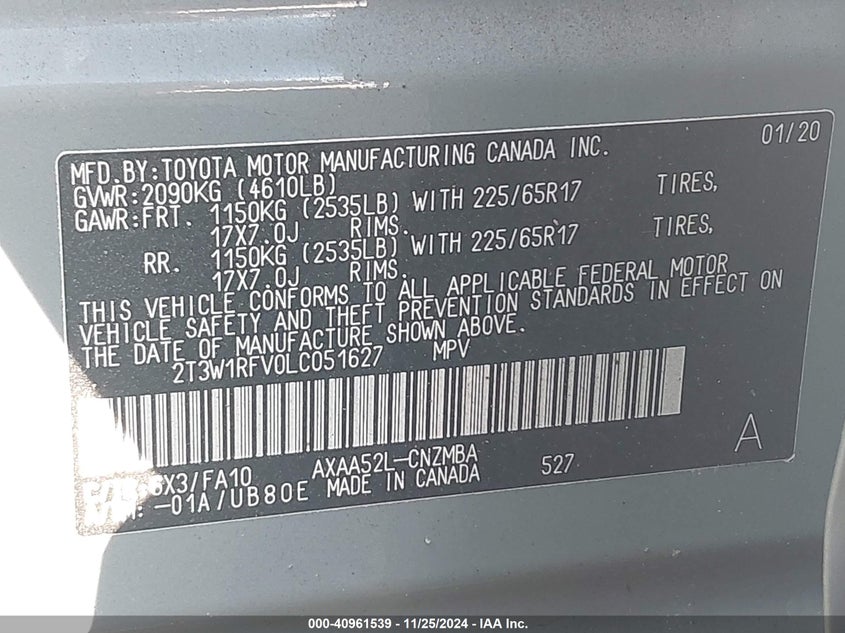 01/20
MFD.BY:TOYOTA MOTOR MANUFACTURING CANADA INC.
GVWR:2090KG (4610LB)
GAWR:FRT. 1150KG (2535LB) WITH 225/65R17 TIRES,
17X7.0J RIMS.
RR. 1150KG (2535LB) WITH 225/65R17 TIRES,
17X7.0J RIMS.
THIS VEHICLE CONFORMS TO ALL APPLICABLE FEDERAL MOTOR
VEHICLE SAFETY AND THEFT PREVENTION STANDARDS IN EFFECT ON
THE DATE OF MANUFACTURE SHOWN ABOVE.
2T3W1RFV0LC051627 MPV
A
X3/FA10 AXAA52L-CNZMBA 527
-01A/UB80E MADE IN CANADA
000-40961539 - 11/25/2024 - IAA Inc.